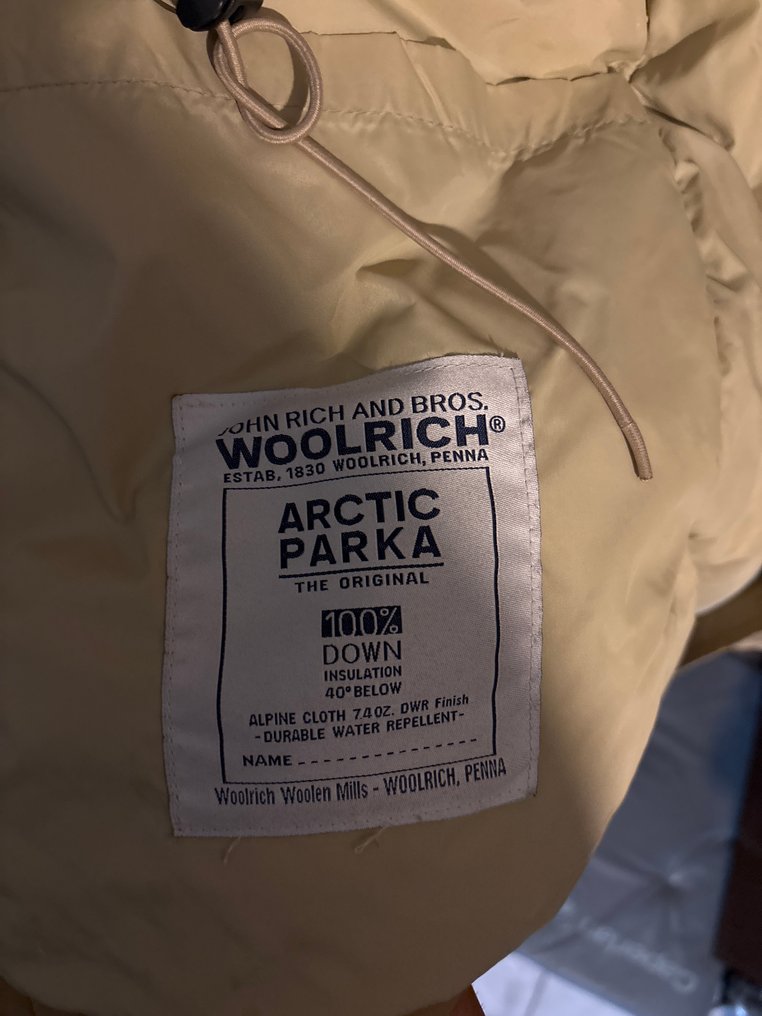 JOHN RICH AND BROS.
WOOLRICH®
ESTAB. 1830 WOOLRICH, PENNA
ARCTIC
PARKA
THE ORIGINAL
100%
DOWN
INSULATION
40° BELOW
ALPINE CLOTH 7.4 OZ. DWR Finish
-DURABLE WATER REPELLENT-
NAME
Woolrich Woolen Mills - WOOLRICH, PENNA